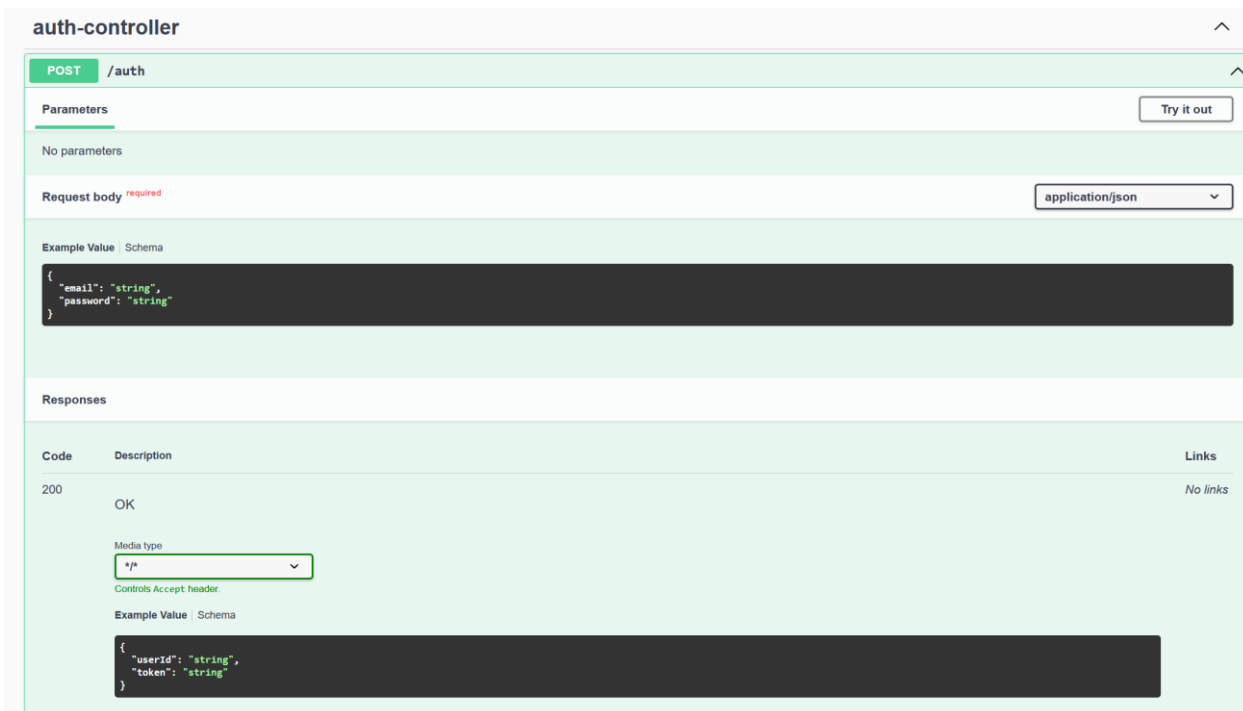 auth-controller
POST /auth
Parameters
Try it out
No parameters
Request body required
application/json
Example Value Schema
{
"email": "string",
"password": "string"
}
Responses
Code Description Links
200 No links
OK
Media type
*/*
Controls Accept header.
Example Value Schema
{
"userId": "string",
"token": "string"
}